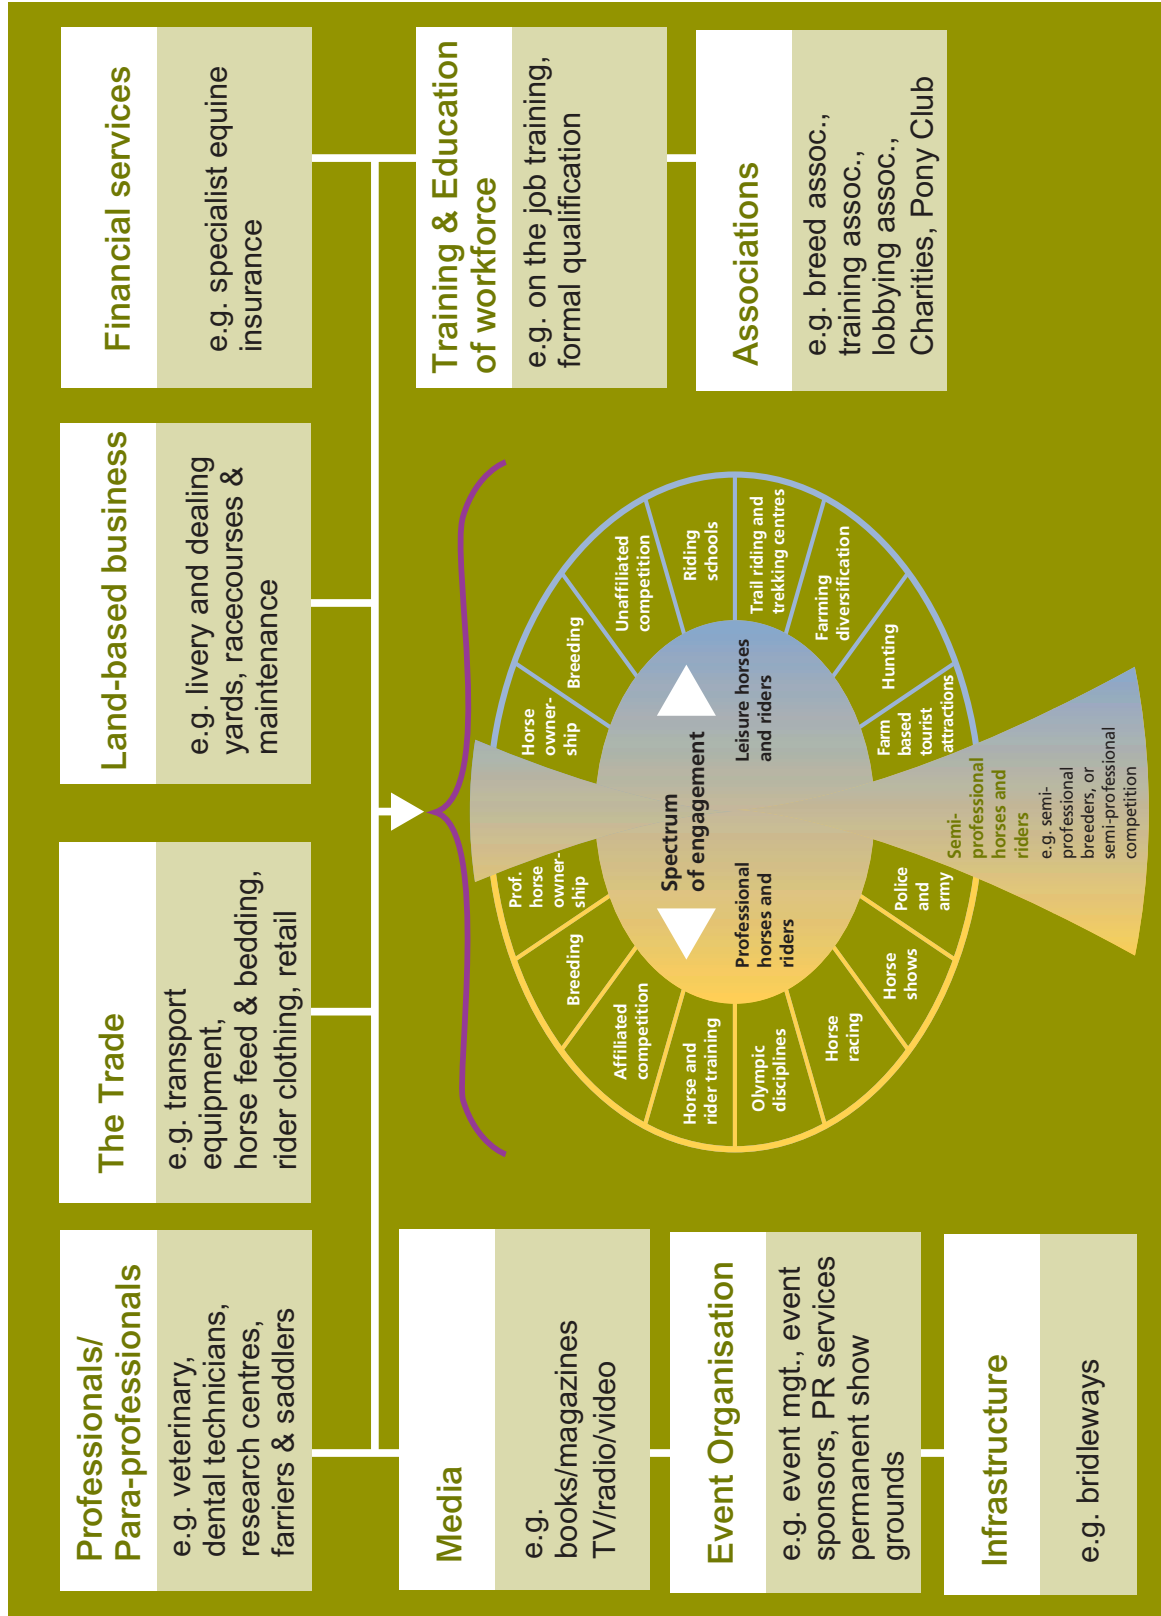 Professionals/
Para-professionals
e.g. veterinary,
dental technicians,
research centres,
farriers & saddlers
The Trade
e.g. transport
equipment,
horse feed & bedding,
rider clothing, retail
Land-based business
e.g. livery and dealing
yards, racecourses &
maintenance
Financial services
e.g. specialist equine
insurance
Media
e.g.
books/magazines
TV/radio/video
Event Organisation
e.g. event mgt., event
sponsors, PR services
permanent show
grounds
Infrastructure
e.g. bridleways
Training & Education
of workforce
e.g. on the job training,
formal qualification
Associations
e.g. breed assoc.,
training assoc.,
lobbying assoc.,
Charities, Pony Club
Spectrum
of engagement
Professional
horses and
riders
Leisure horses
and riders
Prof.
horse
owner-
ship
Breeding
Affiliated
competition
Horse and
rider training
Olympic
disciplines
Horse
racing
Horse
shows
Police
and
army
Horse
owner-
ship
Breeding
Unaffiliated
competition
Riding
schools
Trail riding and
trekking centres
Farming
diversification
Hunting
Farm
based
tourist
attractions
Semi-
professional
horses and
riders
e.g. semi-
professional
breeders, or
semi-professional
competition